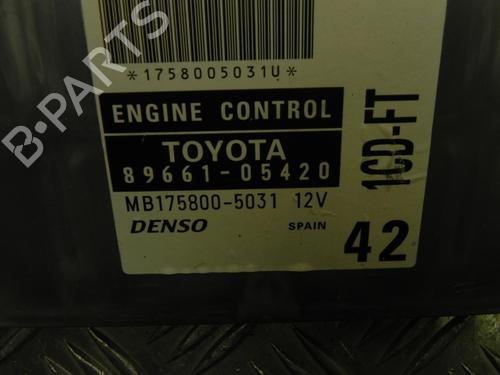 *1758005031U*
ENGINE CONTROL
TOYOTA
89661-05420
MB175800-5031 12V
DENSO SPAIN
1CD-FT
42
B-PARTS